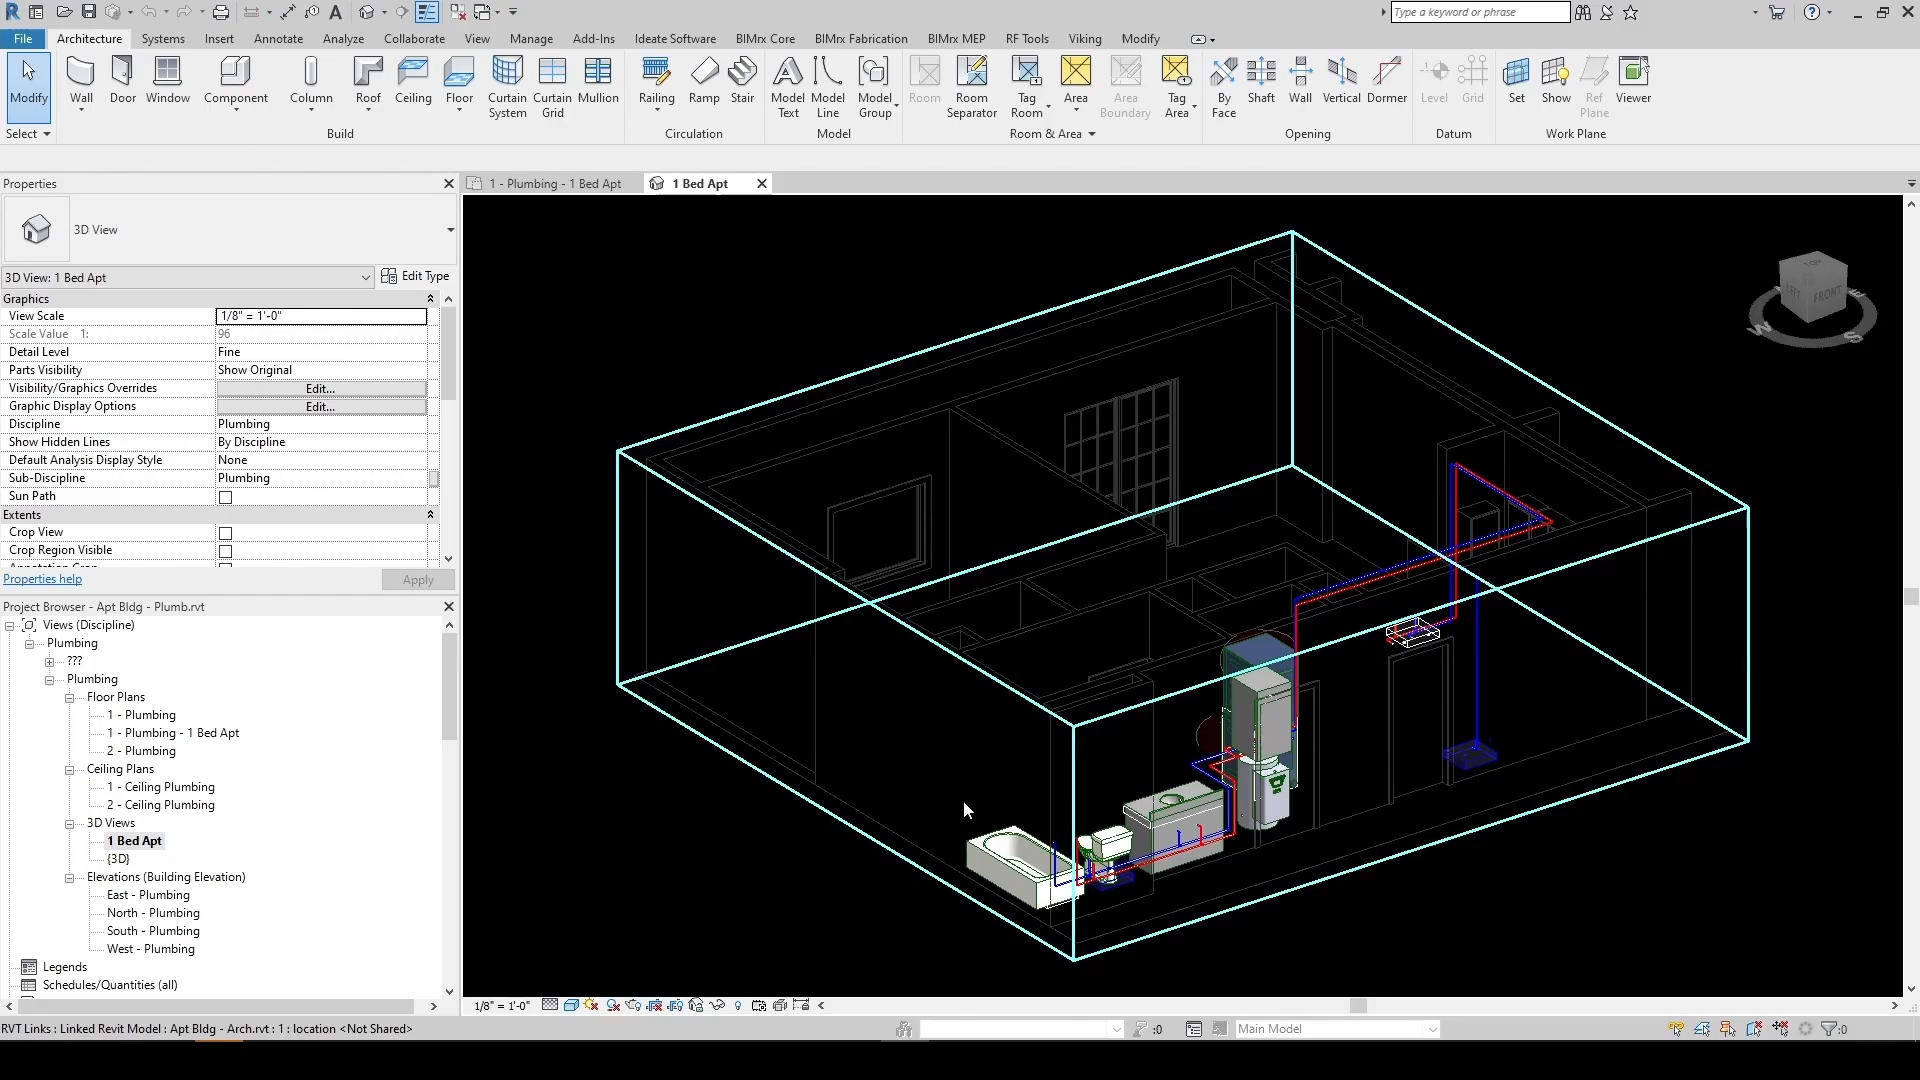 Type a keyword or phrase
File Architecture Systems Insert Annotate Analyze Collaborate View Manage Add-Ins Ideate Software BIMrx Core BIMrx Fabrication BIMrx MEP RF Tools Viking Modify
Modify Wall Door Window Component Column Roof Ceiling Floor Curtain System Curtain Grid Mullion Railing Ramp Stair Model Text Model Line Model Group Room Room Separator Tag Room Area Area Boundary Tag Area By Face Shaft Wall Vertical Dormer Level Grid Set Show Ref Plane Viewer
Select Build Circulation Model Room & Area Opening Datum Work Plane
Properties
1 - Plumbing - 1 Bed Apt
1 Bed Apt
3D View
3D View: 1 Bed Apt
Edit Type
Graphics
View Scale 1/8" = 1'-0"
Scale Value 1: 96
Detail Level Fine
Parts Visibility Show Original
Visibility/Graphics Overrides Edit...
Graphic Display Options Edit...
Discipline Plumbing
Show Hidden Lines By Discipline
Default Analysis Display Style None
Sub-Discipline Plumbing
Sun Path
Extents
Crop View
Crop Region Visible
Properties help
Apply
Project Browser - Apt Bldg - Plumb.rvt
Views (Discipline)
Plumbing
???
Plumbing
Floor Plans
1 - Plumbing
1 - Plumbing - 1 Bed Apt
2 - Plumbing
Ceiling Plans
1 - Ceiling Plumbing
2 - Ceiling Plumbing
3D Views
1 Bed Apt
{3D}
Elevations (Building Elevation)
East - Plumbing
North - Plumbing
South - Plumbing
West - Plumbing
Legends
Schedules/Quantities (all)
TOP
LEFT
FRONT
W
S
E
1/8" = 1'-0"
RVT Links : Linked Revit Model : Apt Bldg - Arch.rvt : 1 : location <Not Shared>
:0
Main Model
:0